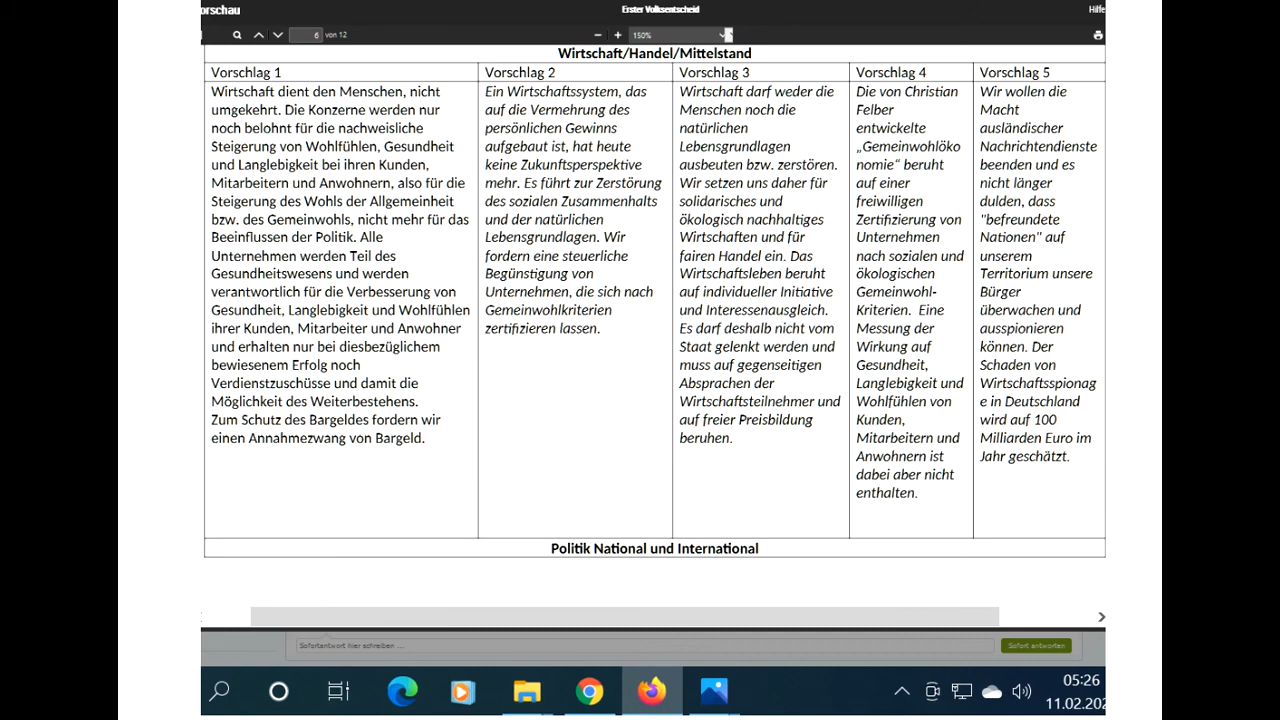 orschau
Erster Volksentscheid
Hilfe
6 von 12
150%
Wirtschaft/Handel/Mittelstand
Vorschlag 1
Wirtschaft dient den Menschen, nicht
umgekehrt. Die Konzerne werden nur
noch belohnt für die nachweisliche
Steigerung von Wohlfühlen, Gesundheit
und Langlebigkeit bei ihren Kunden,
Mitarbeitern und Anwohnern, also für die
Steigerung des Wohls der Allgemeinheit
bzw. des Gemeinwohls, nicht mehr für das
Beeinflussen der Politik. Alle
Unternehmen werden Teil des
Gesundheitswesens und werden
verantwortlich für die Verbesserung von
Gesundheit, Langlebigkeit und Wohlfühlen
ihrer Kunden, Mitarbeiter und Anwohner
und erhalten nur bei diesbezüglichem
bewiesenem Erfolg noch
Verdienstzuschüsse und damit die
Möglichkeit des Weiterbestehens.
Zum Schutz des Bargeldes fordern wir
einen Annahmezwang von Bargeld.
Vorschlag 2
Ein Wirtschaftssystem, das
auf die Vermehrung des
persönlichen Gewinns
aufgebaut ist, hat heute
keine Zukunftsperspektive
mehr. Es führt zur Zerstörung
des sozialen Zusammenhalts
und der natürlichen
Lebensgrundlagen. Wir
fordern eine steuerliche
Begünstigung von
Unternehmen, die sich nach
Gemeinwohlkriterien
zertifizieren lassen.
Vorschlag 3
Wirtschaft darf weder die
Menschen noch die
natürlichen
Lebensgrundlagen
ausbeuten bzw. zerstören.
Wir setzen uns daher für
solidarisches und
ökologisch nachhaltiges
Wirtschaften und für
fairen Handel ein. Das
Wirtschaftsleben beruht
auf individueller Initiative
und Interessenausgleich.
Es darf deshalb nicht vom
Staat gelenkt werden und
muss auf gegenseitigen
Absprachen der
Wirtschaftsteilnehmer und
auf freier Preisbildung
beruhen.
Vorschlag 4
Die von Christian
Felber
entwickelte
„Gemeinwohlöko
nomie“ beruht
auf einer
freiwilligen
Zertifizierung von
Unternehmen
nach sozialen und
ökologischen
Gemeinwohl-
Kriterien. Eine
Messung der
Wirkung auf
Gesundheit,
Langlebigkeit und
Wohlfühlen von
Kunden,
Mitarbeitern und
Anwohnern ist
dabei aber nicht
enthalten.
Vorschlag 5
Wir wollen die
Macht
ausländischer
Nachrichtendienste
beenden und es
nicht länger
dulden, dass
"befreundete
Nationen" auf
unserem
Territorium unsere
Bürger
überwachen und
ausspionieren
können. Der
Schaden von
Wirtschaftsspionag
e in Deutschland
wird auf 100
Milliarden Euro im
Jahr geschätzt.
Politik National und International
Sofortantwort hier schreiben ...
Sofort antworten
05:26
11.02.202